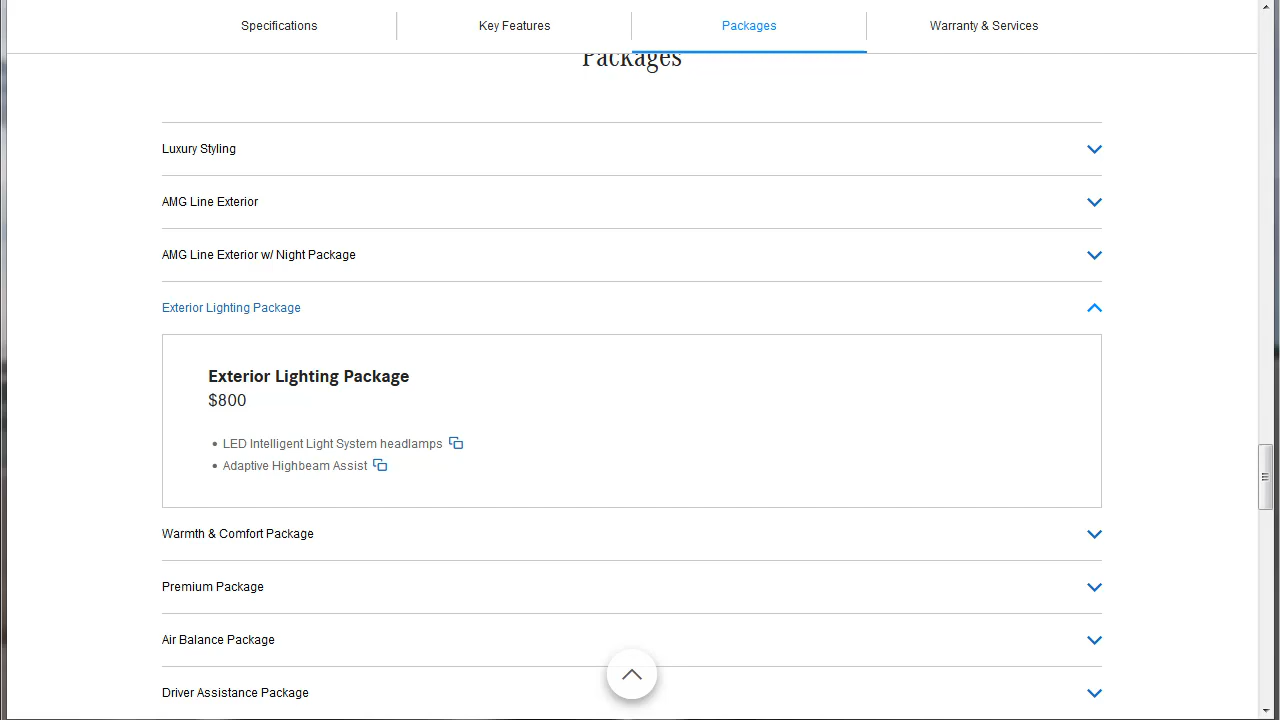 Specifications
Key Features
Packages
Warranty & Services
Packages
Luxury Styling
AMG Line Exterior
AMG Line Exterior w/ Night Package
Exterior Lighting Package
Exterior Lighting Package
$800
LED Intelligent Light System headlamps
Adaptive Highbeam Assist
Warmth & Comfort Package
Premium Package
Air Balance Package
Driver Assistance Package